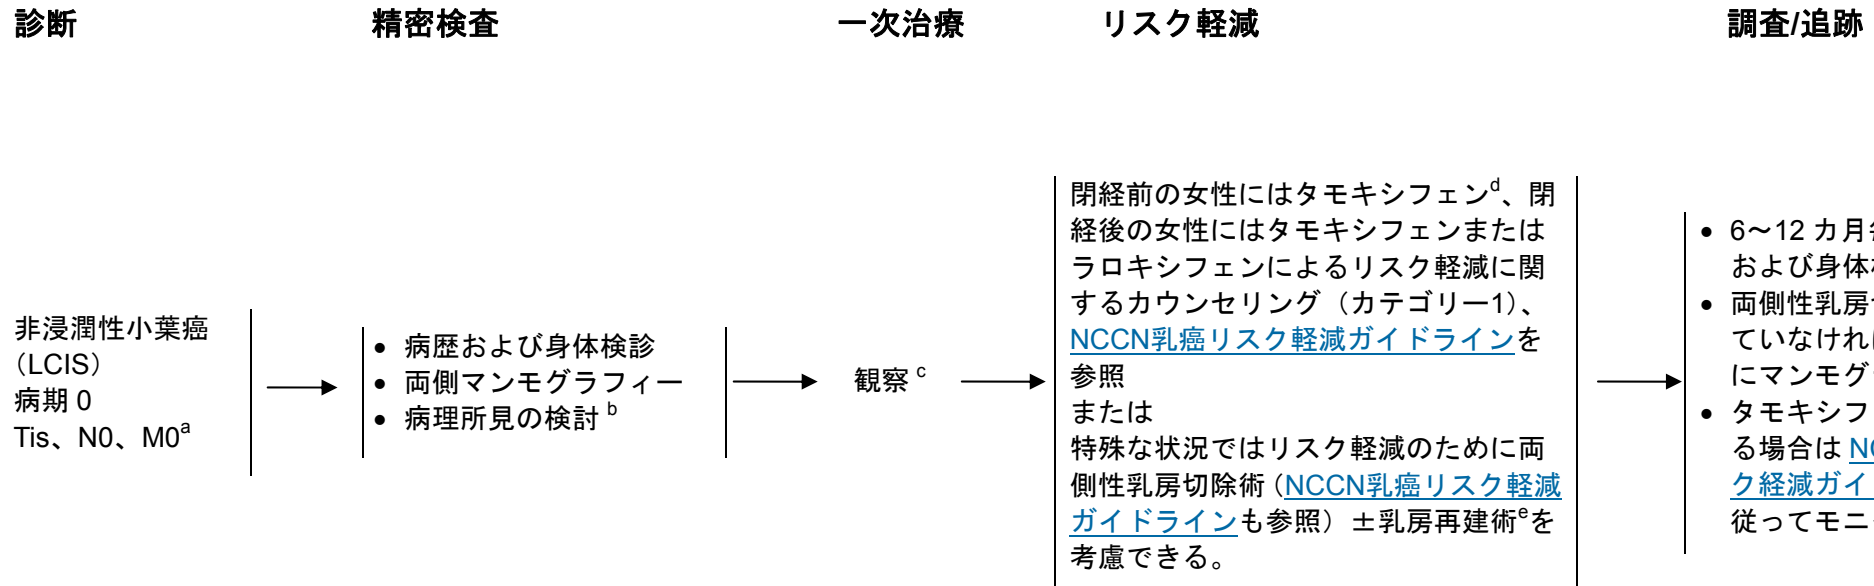 診断
精密検査
一次治療
リスク軽減
調査/追跡
非浸潤性小葉癌
(LCIS)
病期 0
Tis、N0、M0a
• 病歴および身体検診
• 両側マンモグラフィー
• 病理所見の検討 b
観察 c
閉経前の女性にはタモキシフェンd、閉
経後の女性にはタモキシフェンまたは
ラロキシフェンによるリスク軽減に関
するカウンセリング（カテゴリー1）、
NCCN乳癌リスク軽減ガイドラインを
参照
または
特殊な状況ではリスク軽減のために両
側性乳房切除術（NCCN乳癌リスク軽減
ガイドラインも参照）±乳房再建術eを
考慮できる。
• 6～12 カ月
および身体
• 両側性乳房
ていなけれ
にマンモグ
• タモキシフ
る場合は NC
ク経減ガイ
従ってモニ